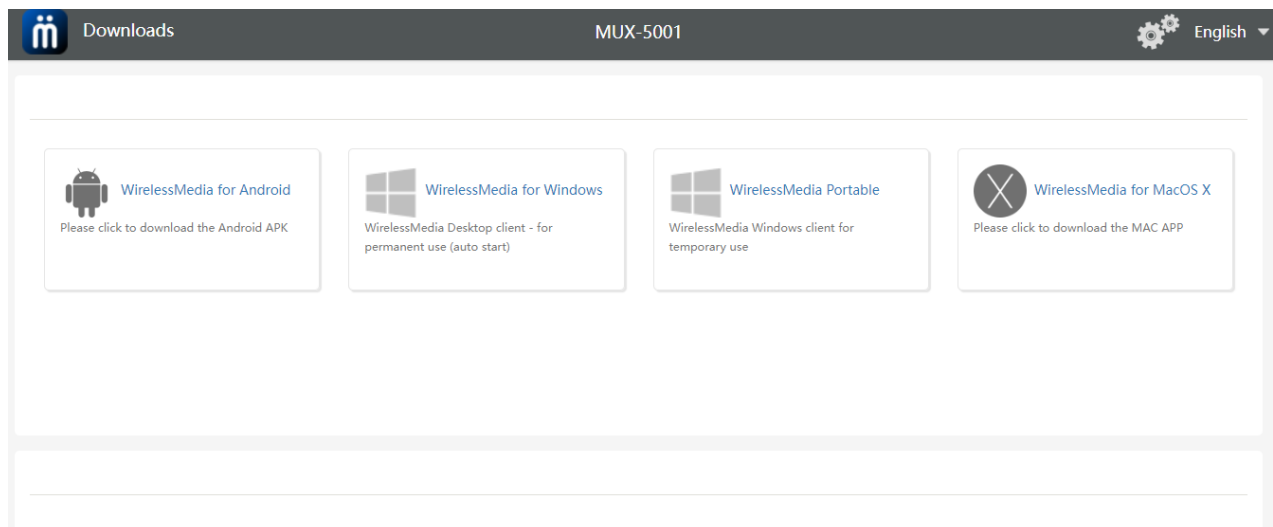 Downloads
MUX-5001
English
WirelessMedia for Android
Please click to download the Android APK
WirelessMedia for Windows
WirelessMedia Desktop client - for
permanent use (auto start)
WirelessMedia Portable
WirelessMedia Windows client for
temporary use
WirelessMedia for MacOS X
Please click to download the MAC APP